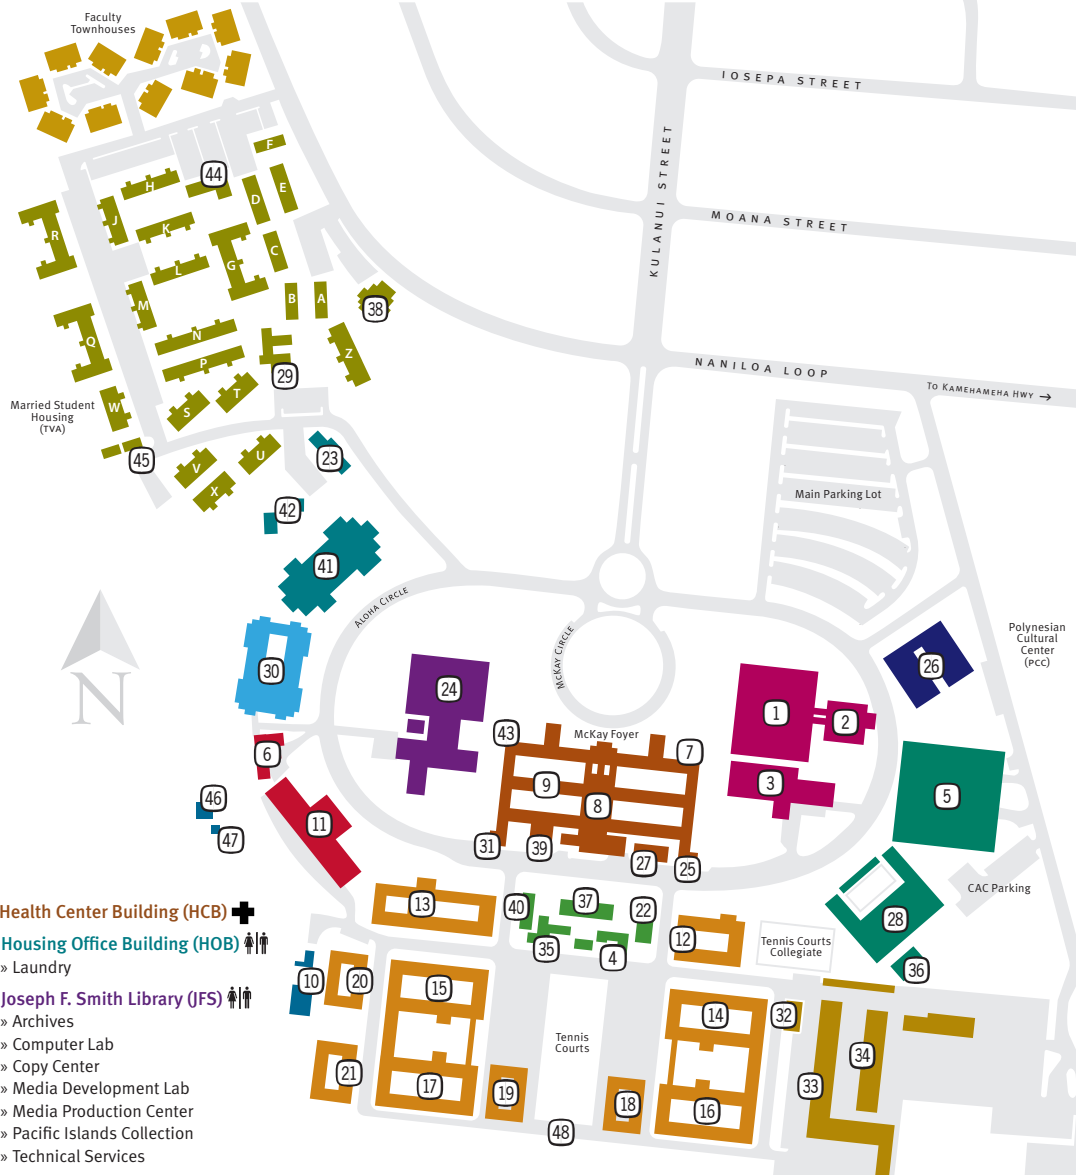 Faculty
Townhouses
IOSEPA STREET
KULANUI STREET
MOANA STREET
F
44
H
E
D
J
K
R
C
G
L
B
A
M
38
N
Q
Z
P
29
T
W
S
NANILOA LOOP
TO KAMEHAMEHA HWY →
Married Student
Housing
(TVA)
45
V
U
X
23
42
Main Parking Lot
41
ALOHA CIRCLE
MCKAY CIRCLE
Polynesian
Cultural
Center
(PCC)
N
30
24
26
1
2
43
McKay Foyer
7
6
9
8
3
5
46
47
11
31
39
27
25
CAC Parking
13
40
37
22
28
12
Tennis Courts
Collegiate
35
4
36
10
20
15
14
32
Tennis
Courts
34
21
17
19
18
16
33
48
Health Center Building (HCB)
Housing Office Building (HOB)
» Laundry
Joseph F. Smith Library (JFS)
» Archives
» Computer Lab
» Copy Center
» Media Development Lab
» Media Production Center
» Pacific Islands Collection
» Technical Services